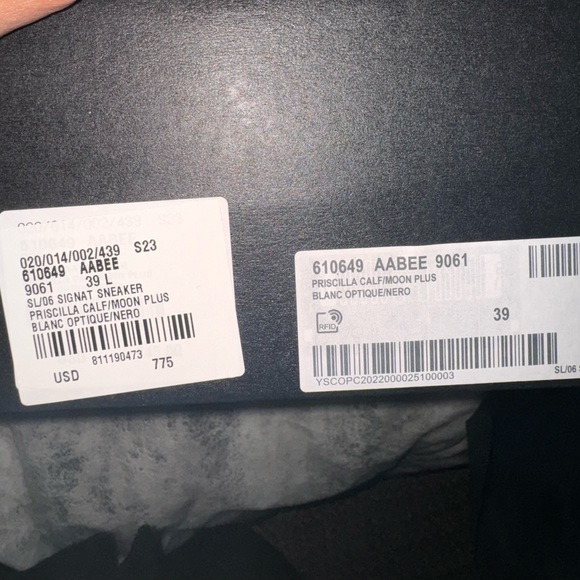 020/014/002/439 S23
610649 AABEE
9061 39 L
SL/06 SIGNAT SNEAKER
PRISCILLA CALF/MOON PLUS
BLANC OPTIQUE/NERO
811190473
USD 775
610649 AABEE 9061
PRISCILLA CALF/MOON PLUS
BLANC OPTIQUE/NERO
RFID
39
YSCOPC2022000025100003
SL/06 S